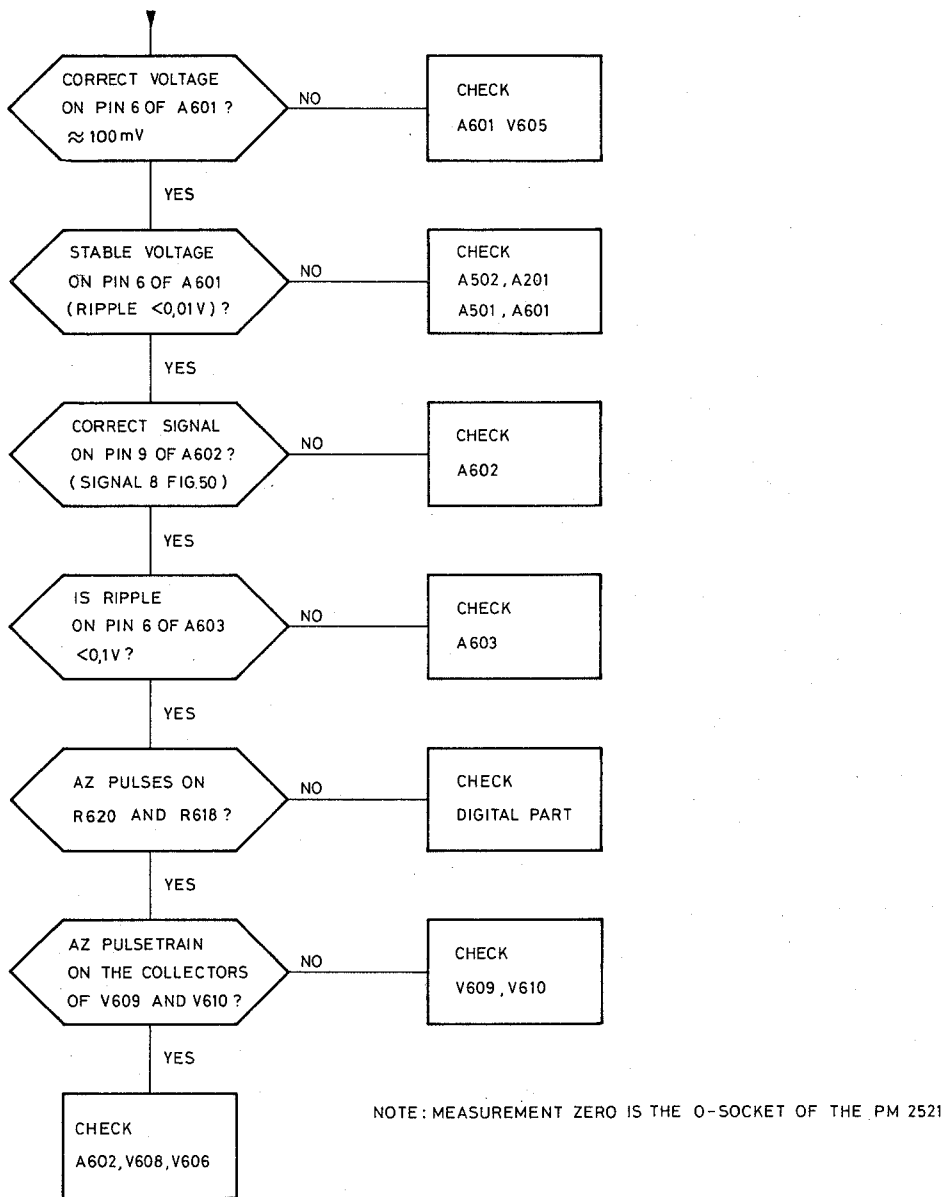 CORRECT VOLTAGE
ON PIN 6 OF A601 ?
≈ 100mV
NO
CHECK
A601 V605
YES
STABLE VOLTAGE
ON PIN 6 OF A601
(RIPPLE <0,01V) ?
NO
CHECK
A502, A201
A501, A601
YES
CORRECT SIGNAL
ON PIN 9 OF A602 ?
(SIGNAL 8 FIG.50)
NO
CHECK
A602
YES
IS RIPPLE
ON PIN 6 OF A603
<0,1V ?
NO
CHECK
A603
YES
AZ PULSES ON
R620 AND R618 ?
NO
CHECK
DIGITAL PART
YES
AZ PULSETRAIN
ON THE COLLECTORS
OF V609 AND V610 ?
NO
CHECK
V609, V610
YES
CHECK
A602, V608, V606
NOTE: MEASUREMENT ZERO IS THE O-SOCKET OF THE PM 2521